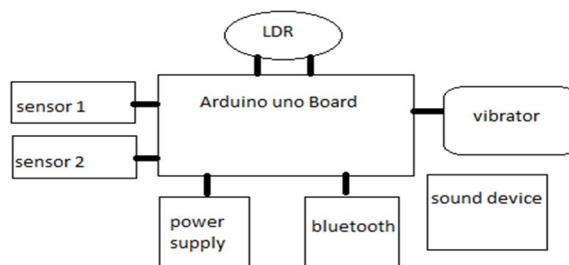 LDR
sensor 1
Arduino uno Board
vibrator
sensor 2
power
supply
bluetooth
sound device